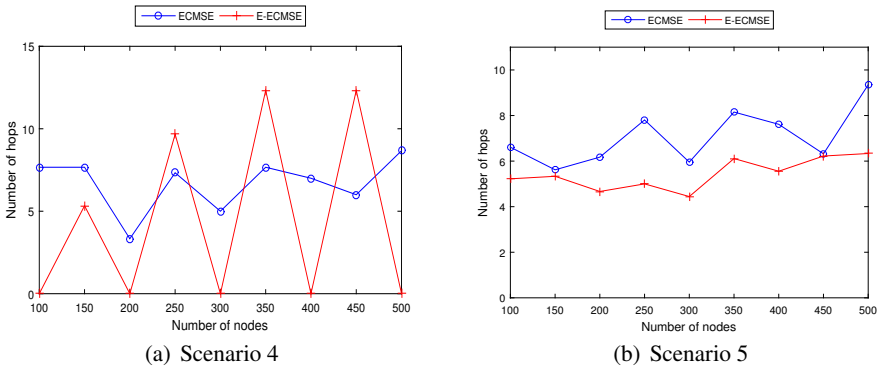 ECMSE E-ECMSE
15
10
5
0
Number of hops
100 150 200 250 300 350 400 450 500
Number of nodes
(a) Scenario 4
ECMSE E-ECMSE
10
8
6
4
2
0
Number of hops
100 150 200 250 300 350 400 450 500
Number of nodes
(b) Scenario 5